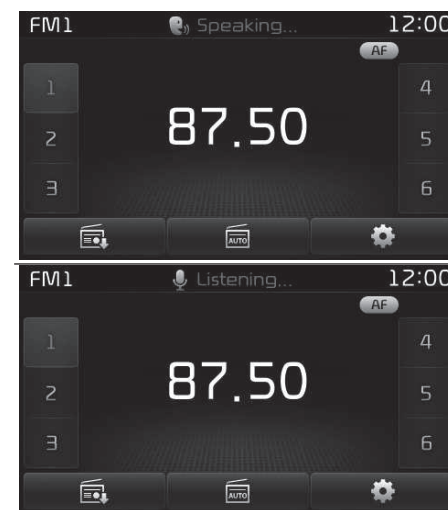 FM1 Speaking... 12:00
AF
1 4
87.50
2 5
3 6
AUTO
FM1 Listening... 12:00
AF
1 4
87.50
2 5
3 6
AUTO